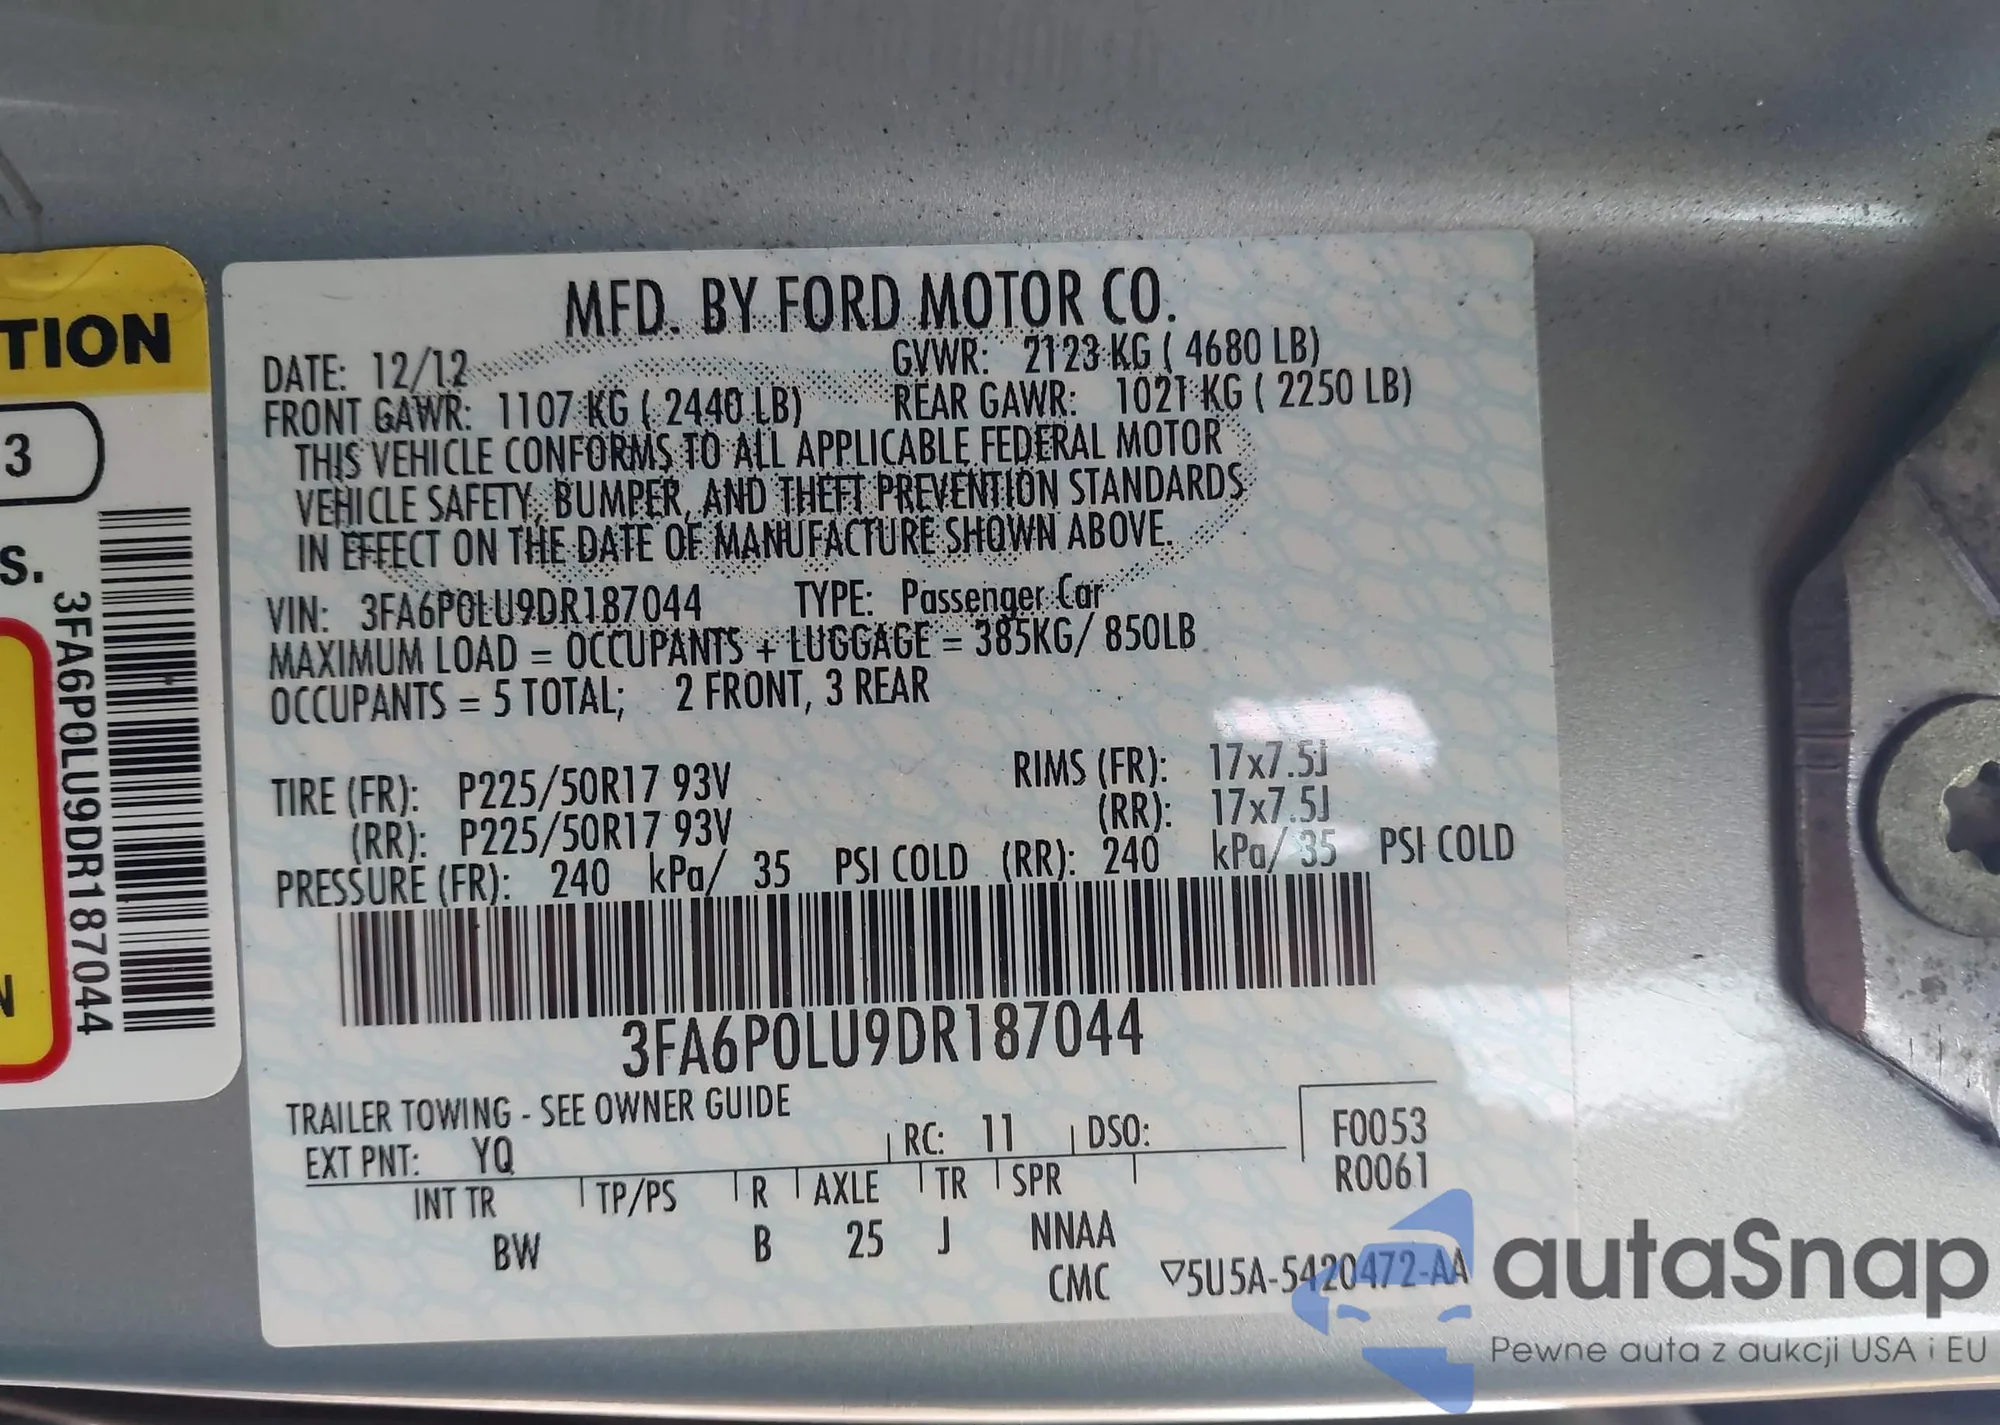 TION
3
S.
N
3FA6P0LU9DR187044
MFD. BY FORD MOTOR CO.
DATE: 12/12 GVWR: 2123 KG ( 4680 LB)
FRONT GAWR: 1107 KG ( 2440 LB) REAR GAWR: 1021 KG ( 2250 LB)
THIS VEHICLE CONFORMS TO ALL APPLICABLE FEDERAL MOTOR
VEHICLE SAFETY, BUMPER, AND THEFT PREVENTION STANDARDS
IN EFFECT ON THE DATE OF MANUFACTURE SHOWN ABOVE.
VIN: 3FA6P0LU9DR187044 TYPE: Passenger Car
MAXIMUM LOAD = OCCUPANTS + LUGGAGE = 385KG/ 850LB
OCCUPANTS = 5 TOTAL; 2 FRONT, 3 REAR
TIRE (FR): P225/50R17 93V RIMS (FR): 17x7.5J
(RR): P225/50R17 93V (RR): 17x7.5J
PRESSURE (FR): 240 kPa/ 35 PSI COLD (RR): 240 kPa/ 35 PSI COLD
3FA6P0LU9DR187044
TRAILER TOWING - SEE OWNER GUIDE
EXT PNT: YQ RC: 11 DSO: F0053
R0061
INT TR TP/PS R AXLE TR SPR
BW B 25 J NNAA
CMC ▽5U5A-5420472-AA
autaSnap
Pewne auta z aukcji USA i EU